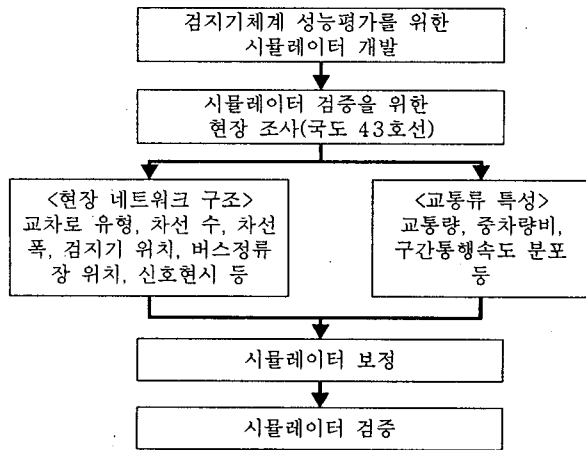 검지기체계 성능평가를 위한
시뮬레이터 개발
시뮬레이터 검증을 위한
현장 조사(국도 43호선)
<현장 네트워크 구조>
교차로 유형, 차선 수, 차선
폭, 검지기 위치, 버스정류
장 위치, 신호현시 등
<교통류 특성>
교통량, 중차량비,
구간통행속도 분포
등
시뮬레이터 보정
시뮬레이터 검증